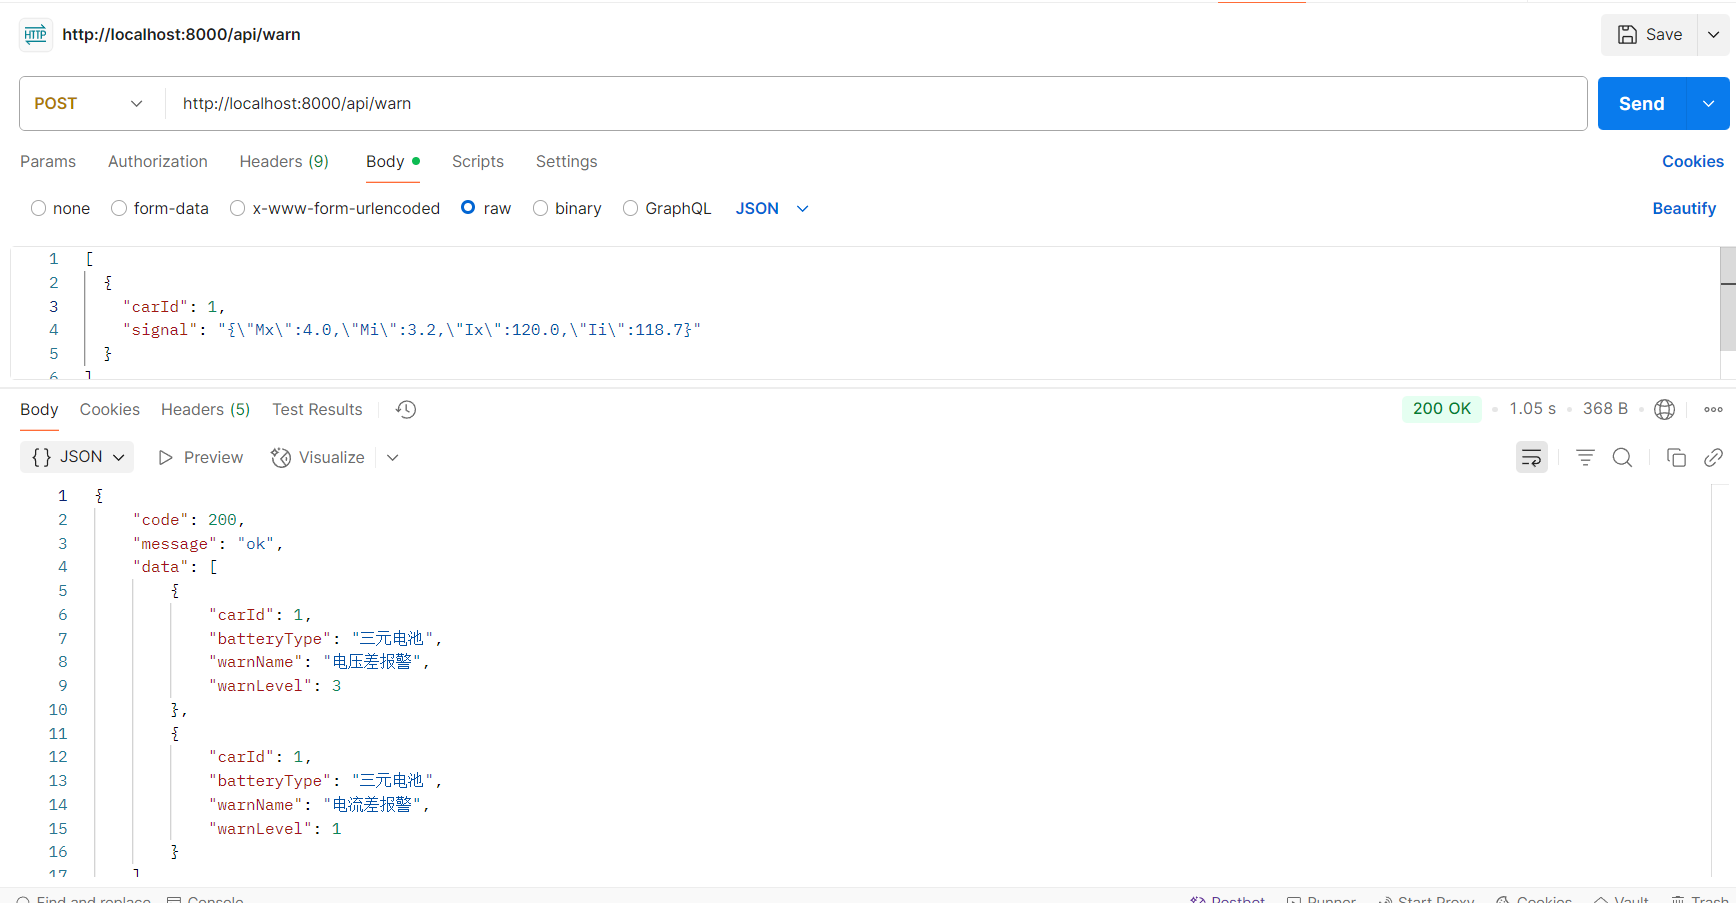 HTTP http://localhost:8000/api/warn Save
POST http://localhost:8000/api/warn Send
Params Authorization Headers (9) Body Scripts Settings Cookies
none form-data x-www-form-urlencoded raw binary GraphQL JSON Beautify
1 [
2 {
3 "carId": 1,
4 "signal": "{\"Mx\":4.0,\"Mi\":3.2,\"Ix\":120.0,\"Ii\":118.7}"
5 }
6 ]
Body Cookies Headers (5) Test Results 200 OK 1.05 s 368 B
{} JSON Preview Visualize
1 {
2 "code": 200,
3 "message": "ok",
4 "data": [
5 {
6 "carId": 1,
7 "batteryType": "三元电池",
8 "warnName": "电压差报警",
9 "warnLevel": 3
10 },
11 {
12 "carId": 1,
13 "batteryType": "三元电池",
14 "warnName": "电流差报警",
15 "warnLevel": 1
16 }
17 ]
Find and replace Console Postbot Runner Start Proxy Cookies Vault Trash